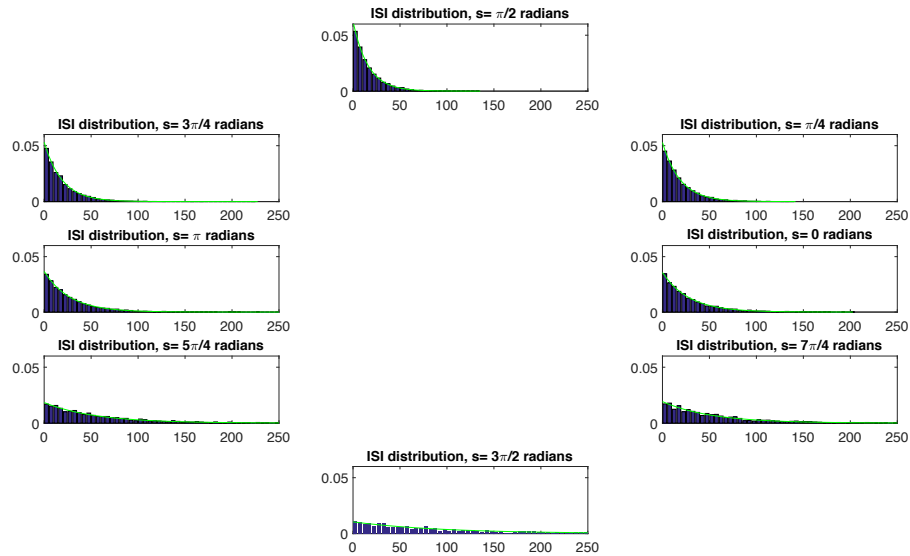 ISI distribution, s= π/2 radians
0.05
0
0 50 100 150 200 250
ISI distribution, s= 3π/4 radians
0.05
0
0 50 100 150 200 250
ISI distribution, s= π/4 radians
0.05
0
0 50 100 150 200 250
ISI distribution, s= π radians
0.05
0
0 50 100 150 200 250
ISI distribution, s= 0 radians
0.05
0
0 50 100 150 200 250
ISI distribution, s= 5π/4 radians
0.05
0
0 50 100 150 200 250
ISI distribution, s= 7π/4 radians
0.05
0
0 50 100 150 200 250
ISI distribution, s= 3π/2 radians
0.05
0
0 50 100 150 200 250